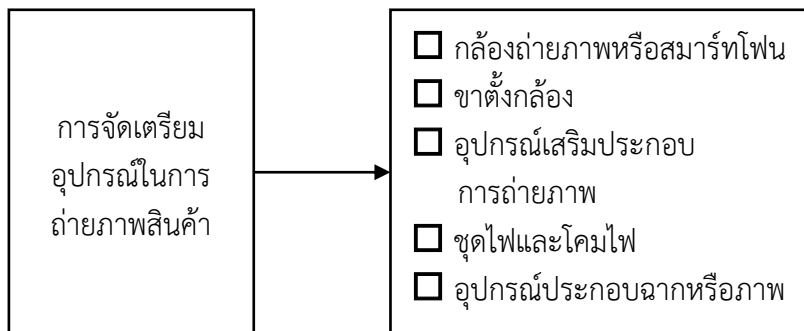 การจัดเตรียม
อุปกรณ์ในการ
ถ่ายภาพสินค้า
กล้องถ่ายภาพหรือสมาร์ทโฟน
ขาตั้งกล้อง
อุปกรณ์เสริมประกอบ
การถ่ายภาพ
ชุดไฟและโคมไฟ
อุปกรณ์ประกอบฉากหรือภาพ